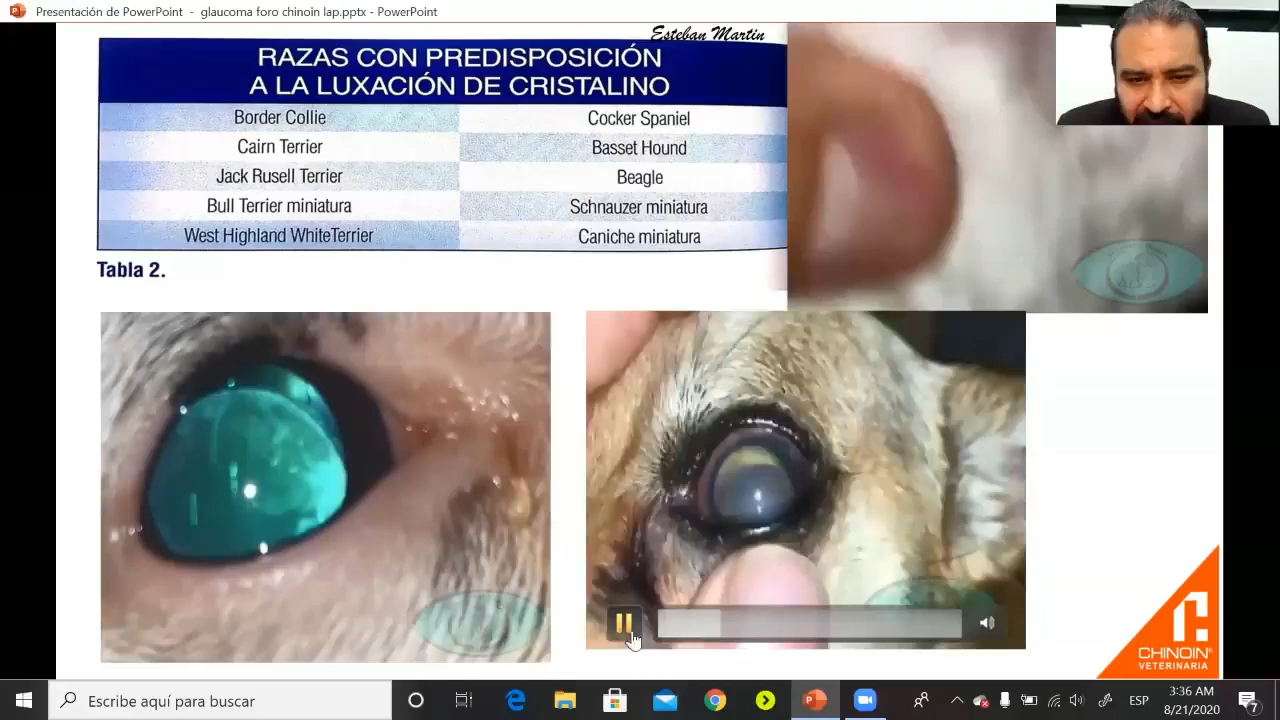 Presentación de PowerPoint - glaucoma foro chinoin lap.pptx - PowerPoint
Esteban Martin
RAZAS CON PREDISPOSICIÓN
A LA LUXACIÓN DE CRISTALINO
Border Collie
Cocker Spaniel
Cairn Terrier
Basset Hound
Jack Rusell Terrier
Beagle
Bull Terrier miniatura
Schnauzer miniatura
West Highland WhiteTerrier
Caniche miniatura
Tabla 2.
CHINOIN®
VETERINARIA
Escribe aquí para buscar
ESP
3:36 AM
8/21/2020
7